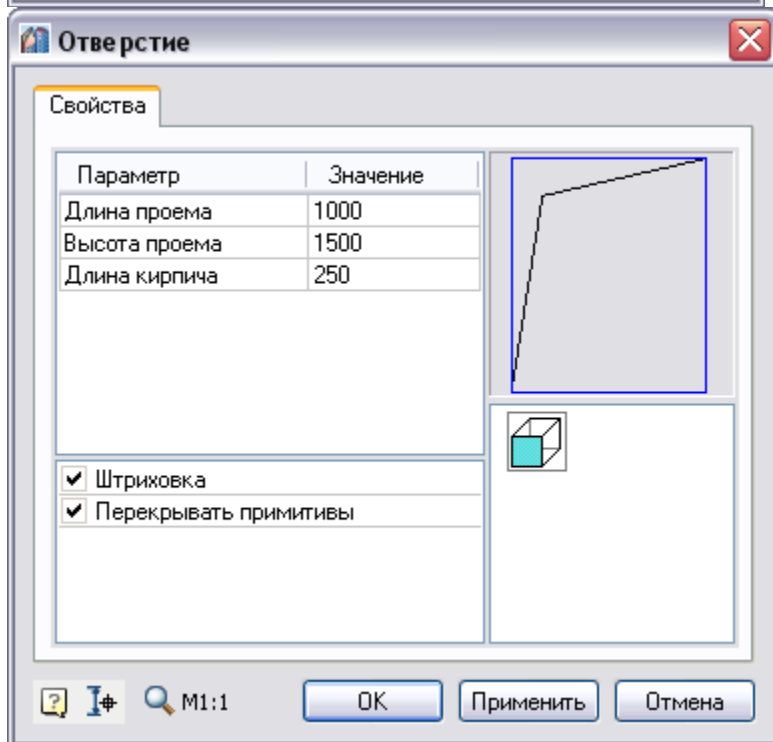 Отверстие
Свойства
Параметр Значение
Длина проема 1000
Высота проема 1500
Длина кирпича 250
Штриховка
Перекрывать примитивы
? М1:1 ОК Применить Отмена